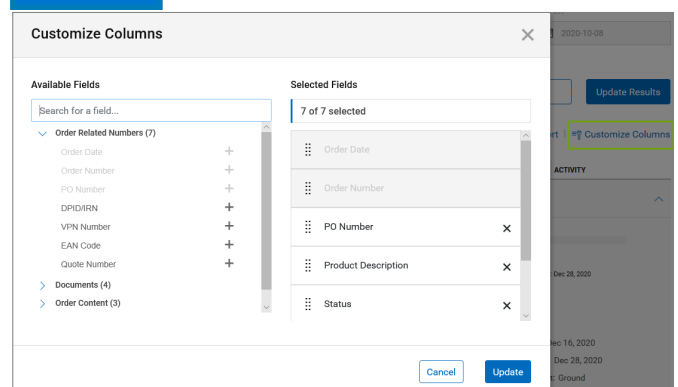 Customize Columns
2020-10-08
Available Fields
Selected Fields
Search for a field...
7 of 7 selected
Update Results
Order Related Numbers (7)
Order Date
Order Number
PO Number
DPID/IRN
VPN Number
EAN Code
Quote Number
Documents (4)
Order Content (3)
Order Date
Order Number
PO Number
Product Description
Status
Customize Columns
ACTIVITY
Dec 28, 2020
Dec 16, 2020
Dec 28, 2020
Ground
Cancel
Update